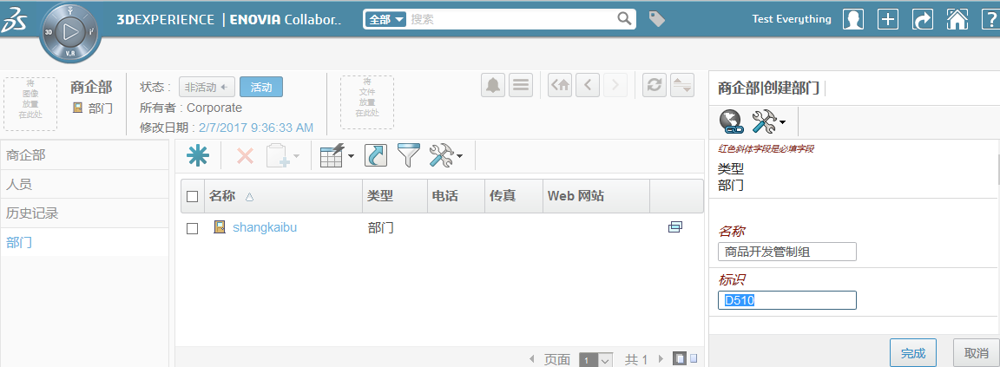 3DEXPERIENCE | ENOVIA Collabor..
全部
搜索
Test Everything
3D
i²
V.R
将
图像
放置
在此处
商企部
部门
状态 :
非活动
活动
所有者 : Corporate
修改日期 : 2/7/2017 9:36:33 AM
将
文件
放置
在此处
商企部
人员
历史记录
部门
名称
类型
电话
传真
Web 网站
shangkaibu
部门
页面
1
共 1
商企部|创建部门
红色斜体字段是必填字段
类型
部门
名称
商品开发管制组
标识
D510
完成
取消